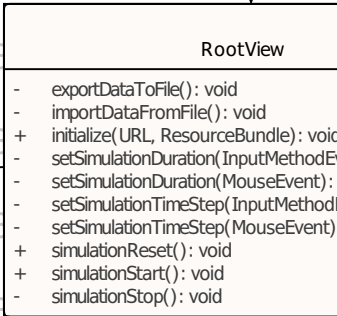 RootView
- exportDataToFile(): void
- importDataFromFile(): void
+ initialize(URL, ResourceBundle): void
- setSimulationDuration(InputMethodEv
- setSimulationDuration(MouseEvent):
- setSimulationTimeStep(InputMethod
- setSimulationTimeStep(MouseEvent)
+ simulationReset(): void
+ simulationStart(): void
- simulationStop(): void